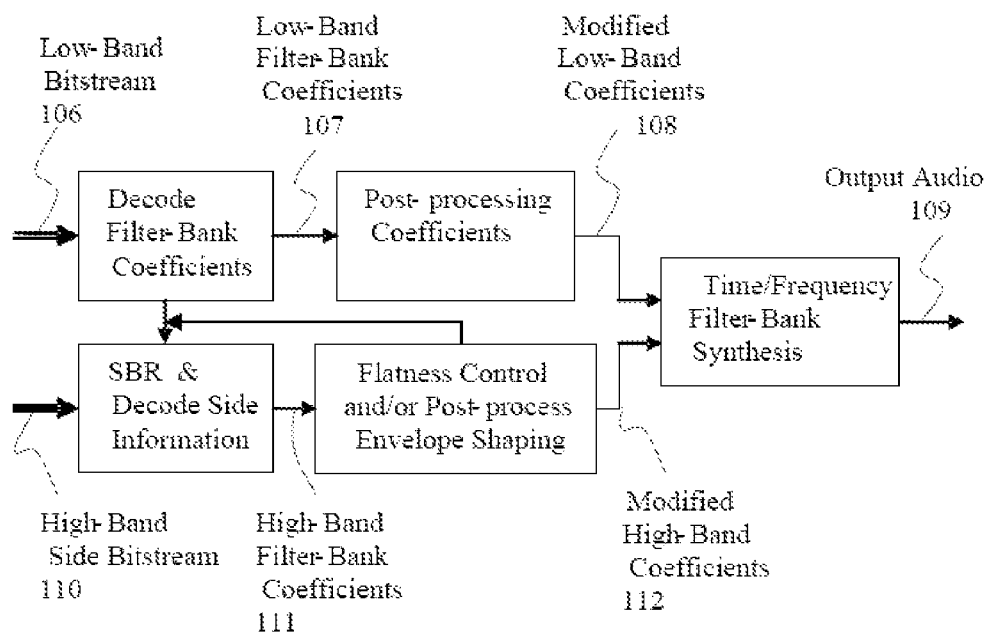 Low-Band
Bitstream
106
Low-Band
Filter-Bank
Coefficients
107
Modified
Low-Band
Coefficients
108
Output Audio
109
Decode
Filter-Bank
Coefficients
Post- processing
Coefficients
Time/Frequency
Filter-Bank
Synthesis
SBR &
Decode Side
Information
Flatness Control
and/or Post-process
Envelope Shaping
High-Band
Side Bitstream
110
High-Band
Filter-Bank
Coefficients
111
Modified
High-Band
Coefficients
112